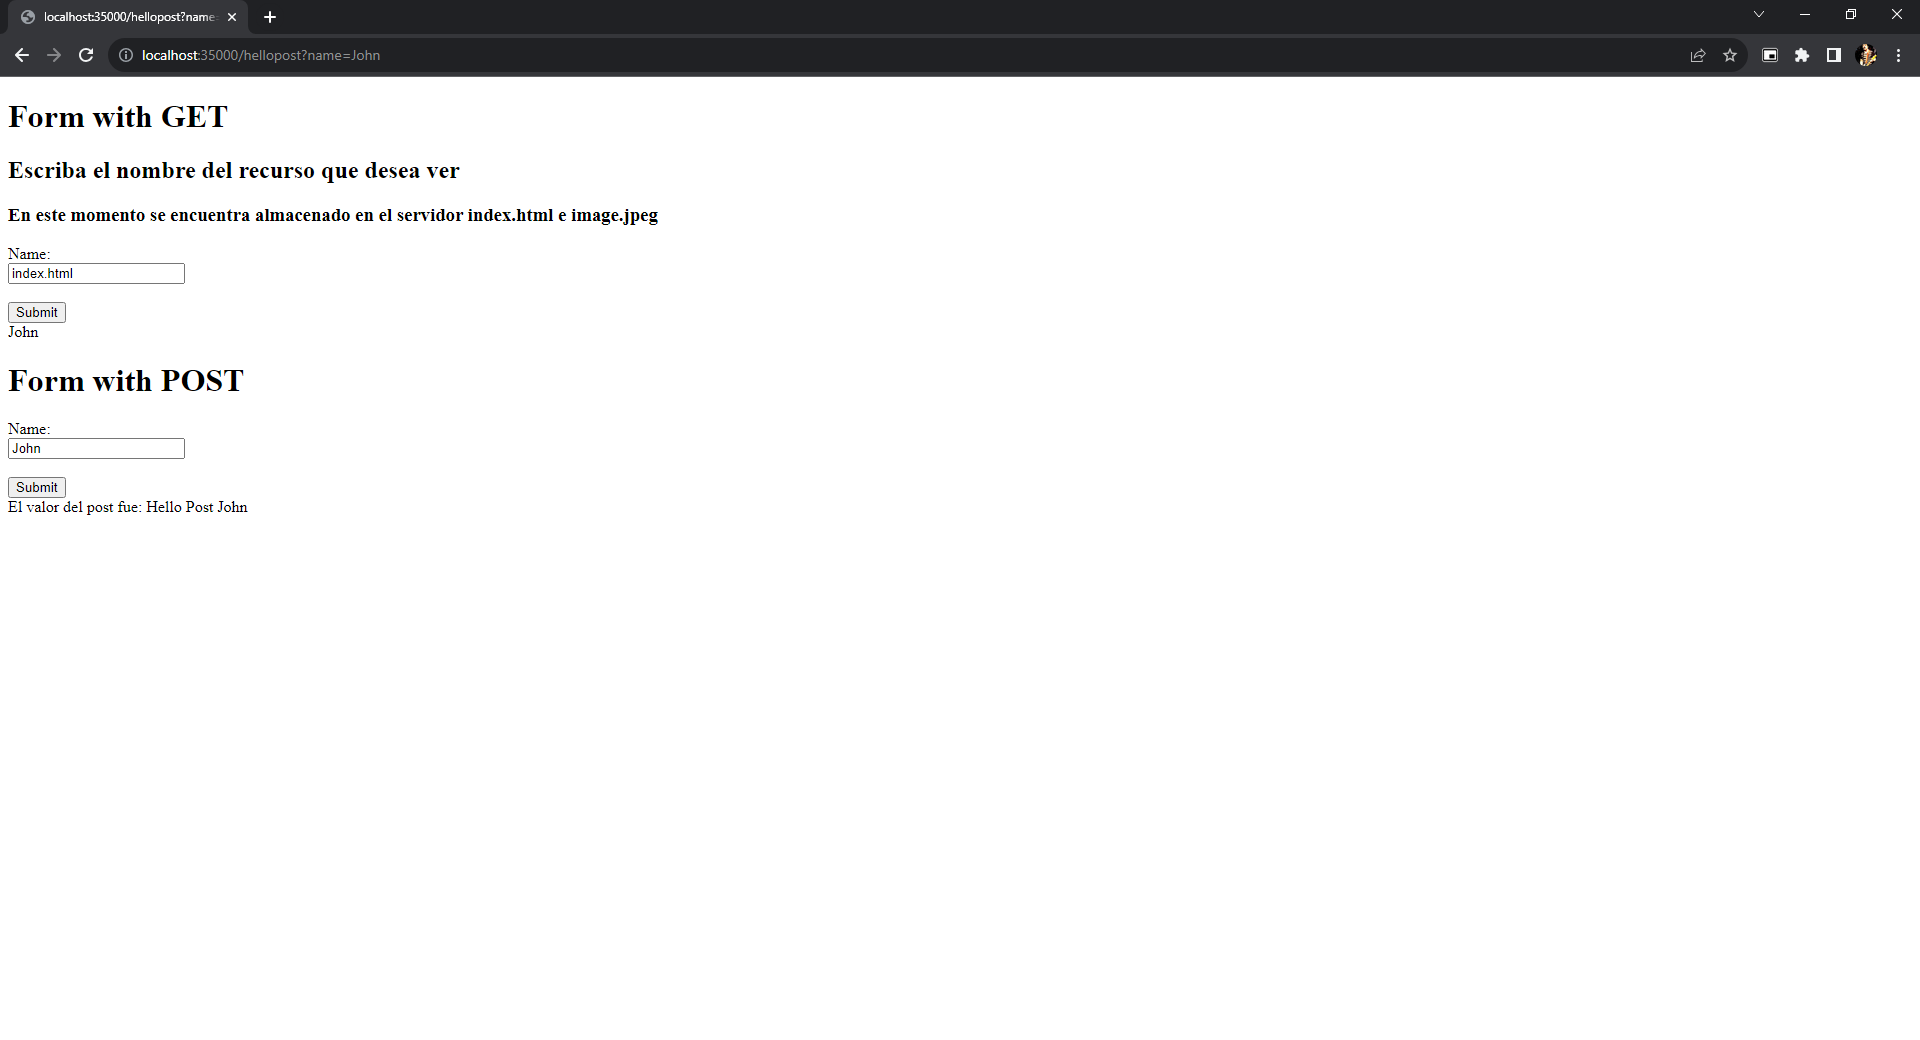 localhost:35000/hellopost?name=
localhost:35000/hellopost?name=John
Form with GET
Escriba el nombre del recurso que desea ver
En este momento se encuentra almacenado en el servidor index.html e image.jpeg
Name:
index.html
Submit
John
Form with POST
Name:
John
Submit
El valor del post fue: Hello Post John